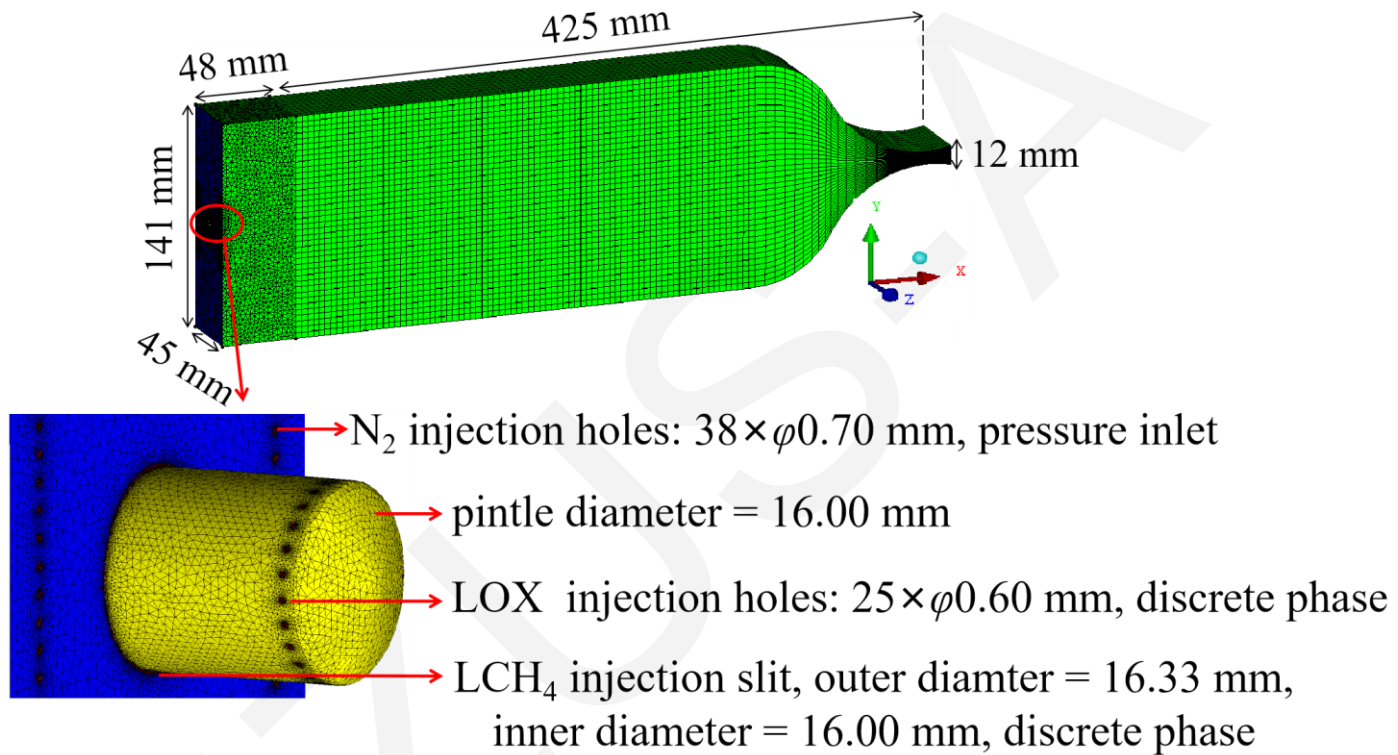 425 mm
48 mm
141 mm
12 mm
45 mm
Y
X
Z
N₂ injection holes: 38×φ0.70 mm, pressure inlet
pintle diameter = 16.00 mm
LOX injection holes: 25×φ0.60 mm, discrete phase
LCH₄ injection slit, outer diamter = 16.33 mm,
inner diameter = 16.00 mm, discrete phase